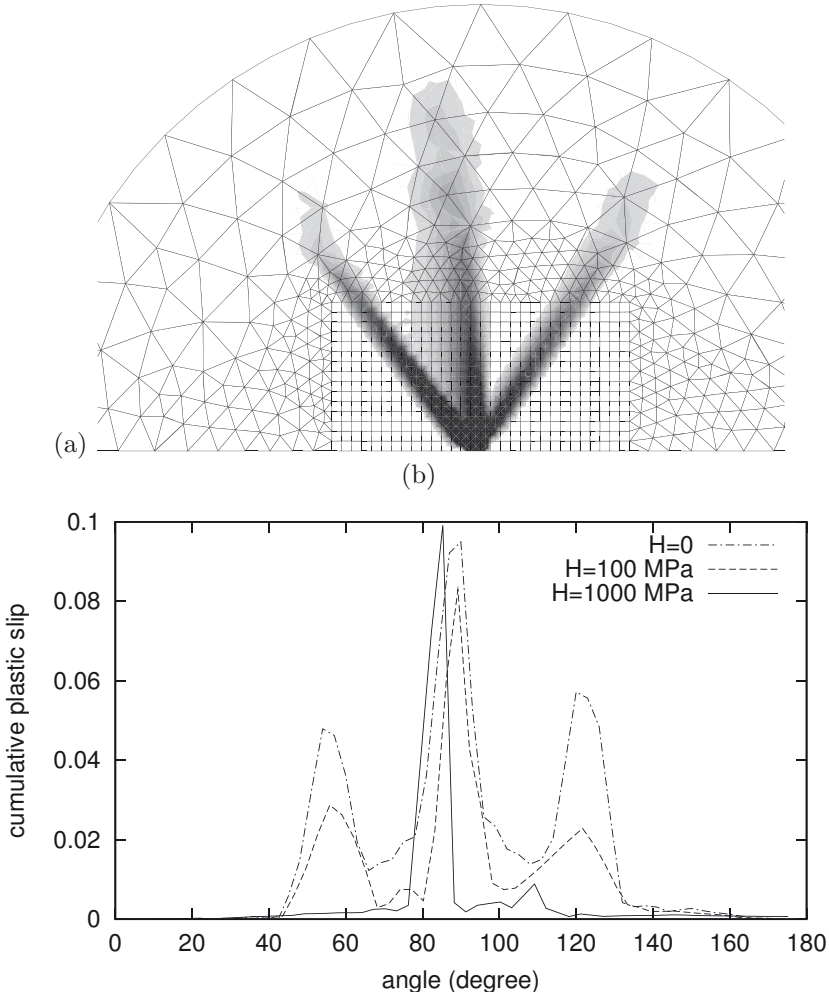 (a)
(b)
0.1
0.08
0.06
0.04
0.02
0
cumulative plastic slip
H=0
H=100 MPa
H=1000 MPa
0 20 40 60 80 100 120 140 160 180
angle (degree)